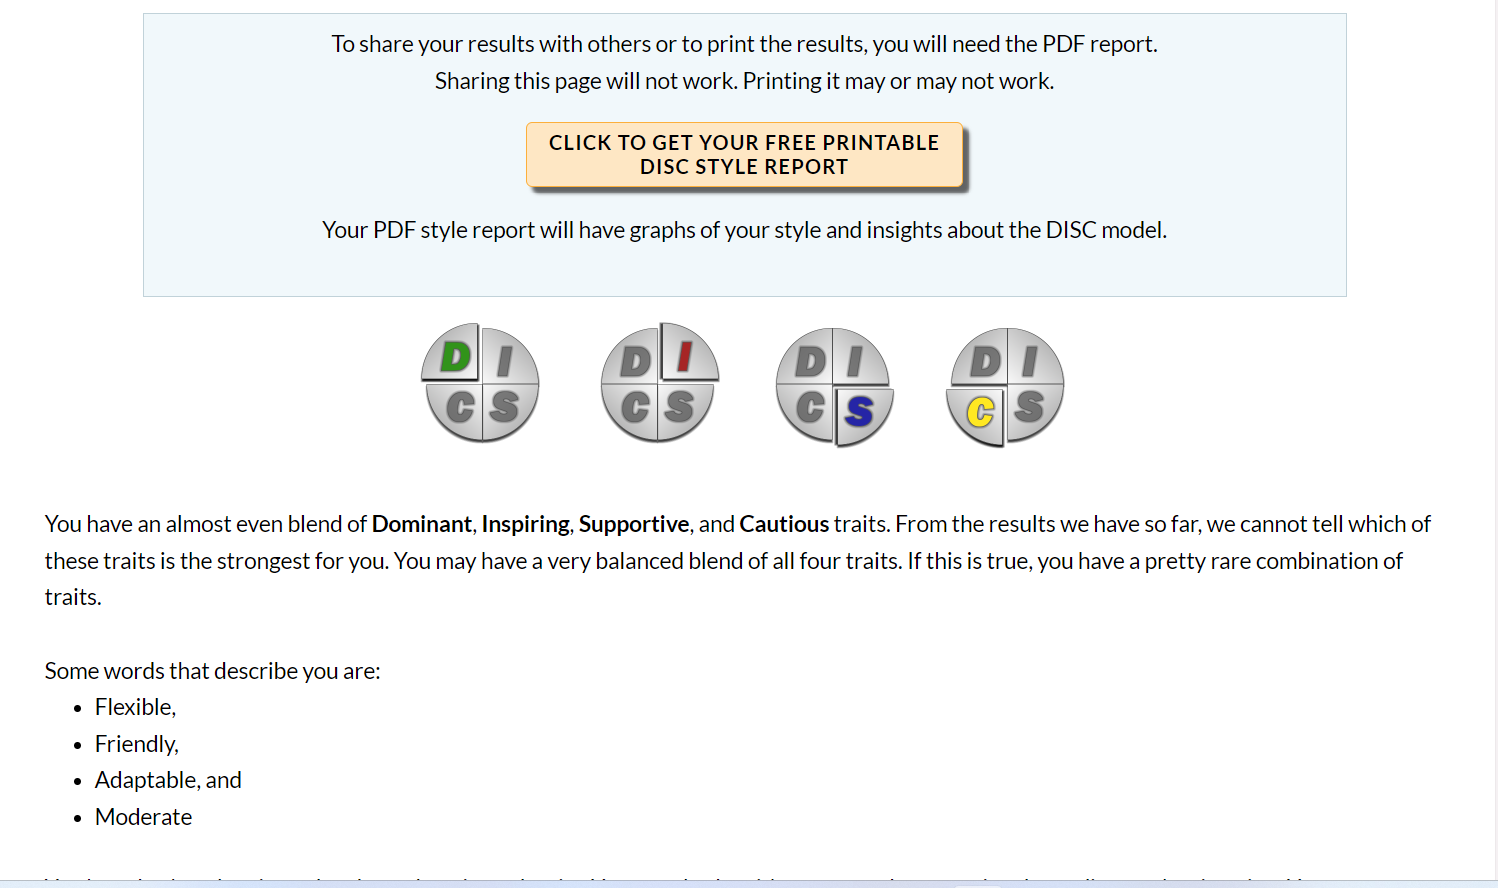 To share your results with others or to print the results, you will need the PDF report.
Sharing this page will not work. Printing it may or may not work.
CLICK TO GET YOUR FREE PRINTABLE
DISC STYLE REPORT
Your PDF style report will have graphs of your style and insights about the DISC model.
D I D I D I D I
C S C S C S C S
You have an almost even blend of Dominant, Inspiring, Supportive, and Cautious traits. From the results we have so far, we cannot tell which of
these traits is the strongest for you. You may have a very balanced blend of all four traits. If this is true, you have a pretty rare combination of
traits.
Some words that describe you are:
• Flexible,
• Friendly,
• Adaptable, and
• Moderate